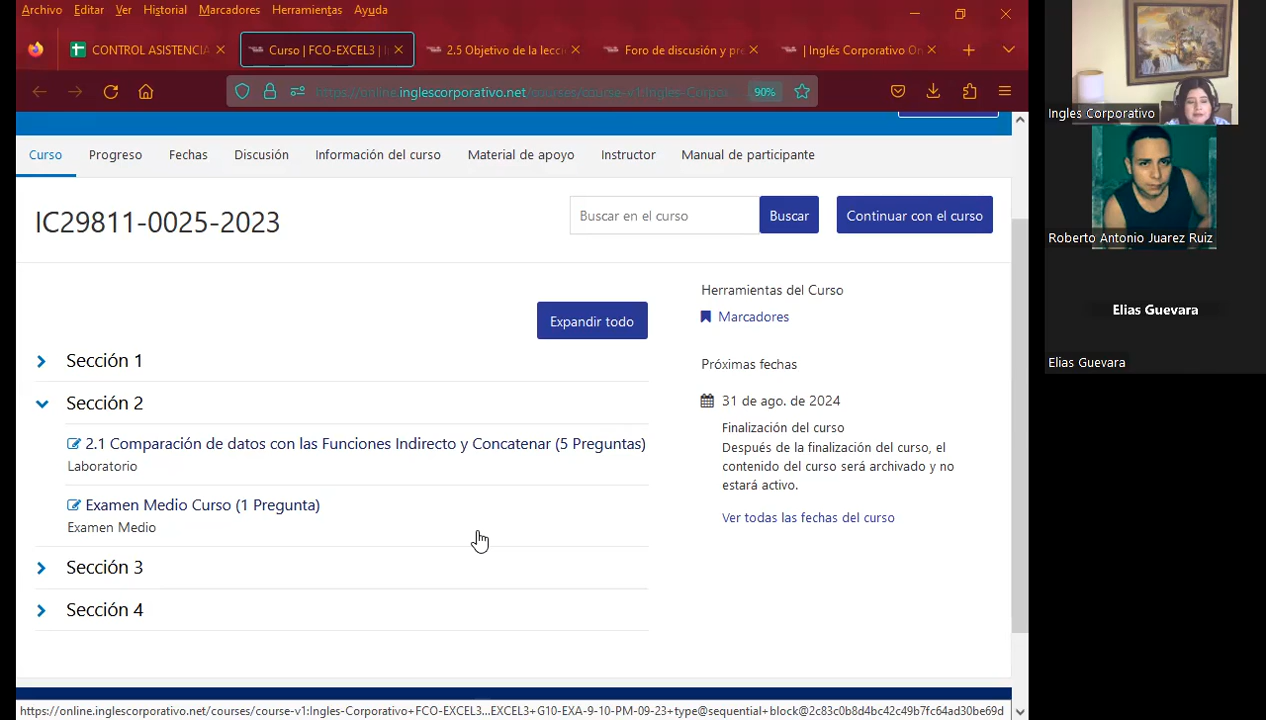 Archivo Editar Ver Historial Marcadores Herramientas Ayuda
CONTROL ASISTENCIA
Curso | FCO-EXCEL3 | I
2.5 Objetivo de la lecci
Foro de discusión y pre
| Inglés Corporativo On
https://online.inglescorporativo.net/courses/course-v1:Ingles-Corpo
90%
Curso Progreso Fechas Discusión Información del curso Material de apoyo Instructor Manual de participante
IC29811-0025-2023
Buscar en el curso
Buscar
Continuar con el curso
Expandir todo
Sección 1
Sección 2
2.1 Comparación de datos con las Funciones Indirecto y Concatenar (5 Preguntas)
Laboratorio
Examen Medio Curso (1 Pregunta)
Examen Medio
Sección 3
Sección 4
Herramientas del Curso
Marcadores
Próximas fechas
31 de ago. de 2024
Finalización del curso
Después de la finalización del curso, el
contenido del curso será archivado y no
estará activo.
Ver todas las fechas del curso
https://online.inglescorporativo.net/courses/course-v1:Ingles-Corporativo+FCO-EXCEL3...EXCEL3+G10-EXA-9-10-PM-09-23+type@sequential+block@2c83c0b8d4bc42c49b7fc64ad30be69d
Ingles Corporativo
Roberto Antonio Juarez Ruiz
Elias Guevara
Elias Guevara